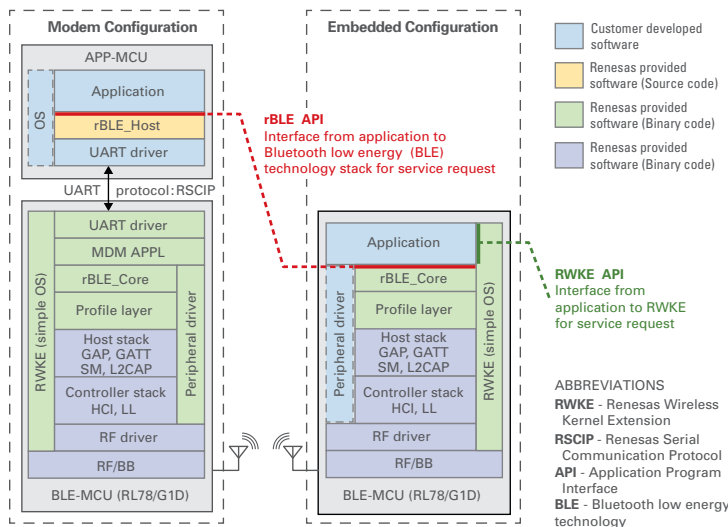 Modem Configuration
APP-MCU
OS
Application
rBLE_Host
UART driver
UART protocol:RSCIP
RWKE (simple OS)
UART driver
MDM APPL
rBLE_Core
Profile layer
Host stack
GAP, GATT
SM, L2CAP
Controller stack
HCI, LL
Peripheral driver
RF driver
RF/BB
BLE-MCU (RL78/G1D)
rBLE API
Interface from application to
Bluetooth low energy (BLE)
technology stack for service request
Embedded Configuration
Application
Peripheral driver
rBLE_Core
Profile layer
Host stack
GAP, GATT
SM, L2CAP
Controller stack
HCI, LL
RWKE (simple OS)
RF driver
RF/BB
BLE-MCU (RL78/G1D)
Customer developed
software
Renesas provided
software (Source code)
Renesas provided
software (Binary code)
Renesas provided
software (Binary code)
RWKE API
Interface from
application to RWKE
for service request
ABBREVIATIONS
RWKE - Renesas Wireless
Kernel Extension
RSCIP - Renesas Serial
Communication Protocol
API - Application Program
Interface
BLE - Bluetooth low energy
technology